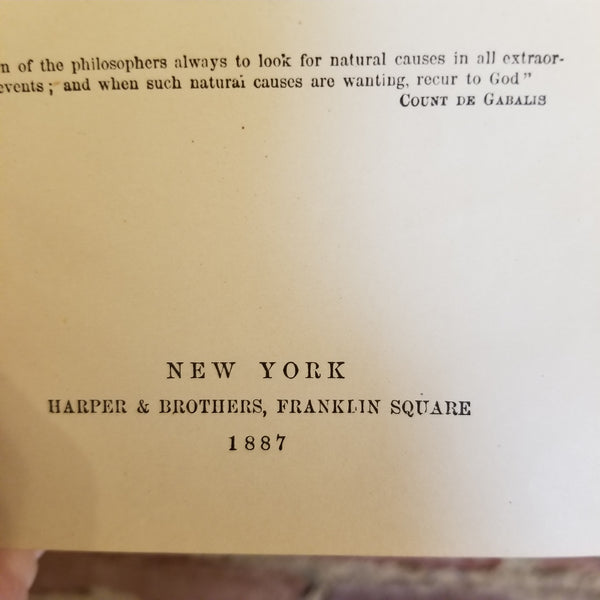 n of the philosophers always to look for natural causes in all extraor-
events; and when such natural causes are wanting, recur to God"
COUNT DE GABALIS
NEW YORK
HARPER & BROTHERS, FRANKLIN SQUARE
1887